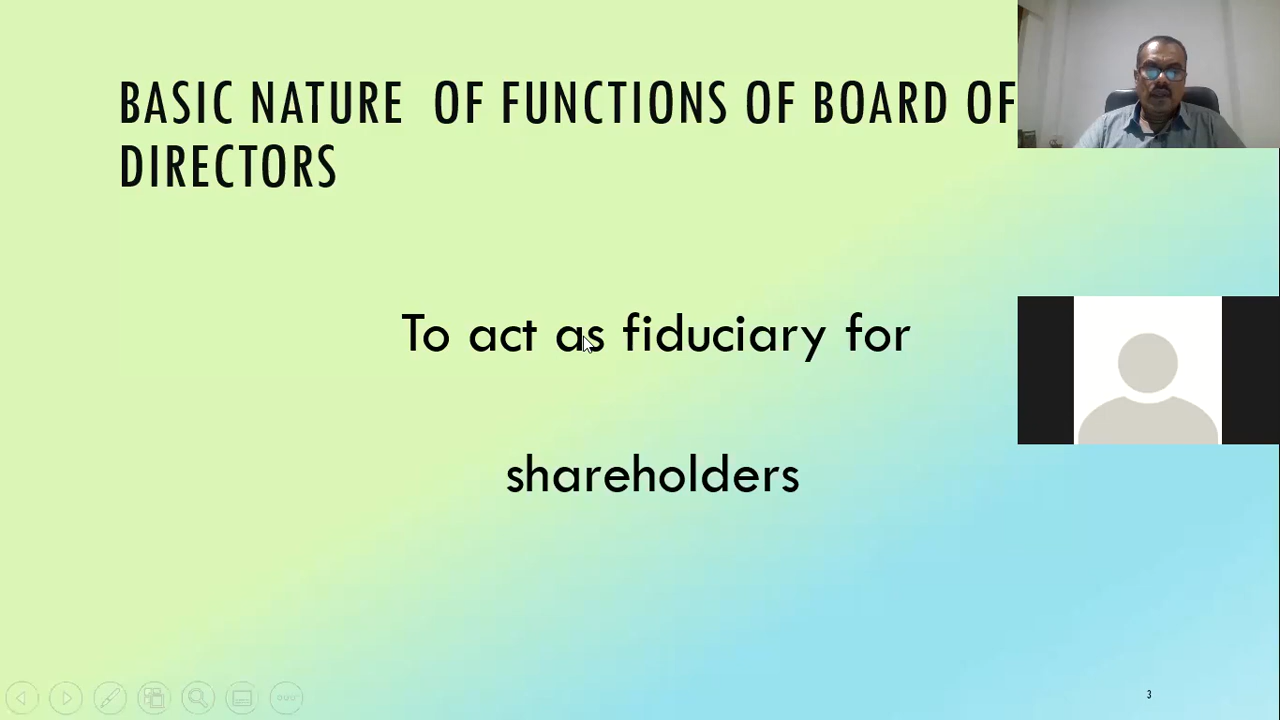 BASIC NATURE OF FUNCTIONS OF BOARD OF
DIRECTORS
To act as fiduciary for
shareholders
3